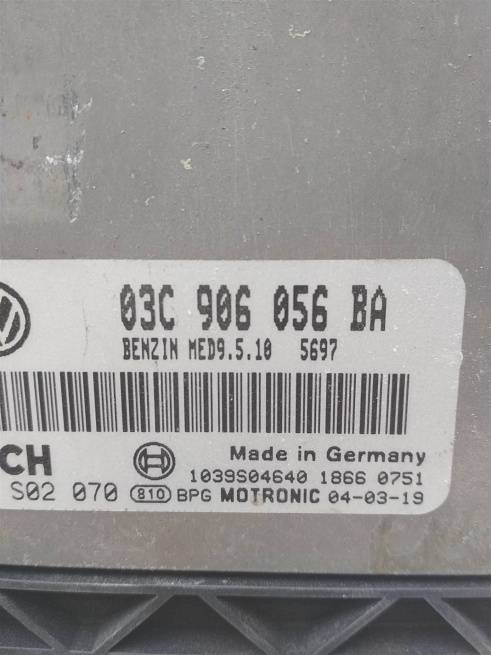 03C 906 056 BA
BENZIN MED9.5.10 5697
CH Made in Germany
1039S04640 1866 0751
S02 070 810 BPG MOTRONIC 04-03-19